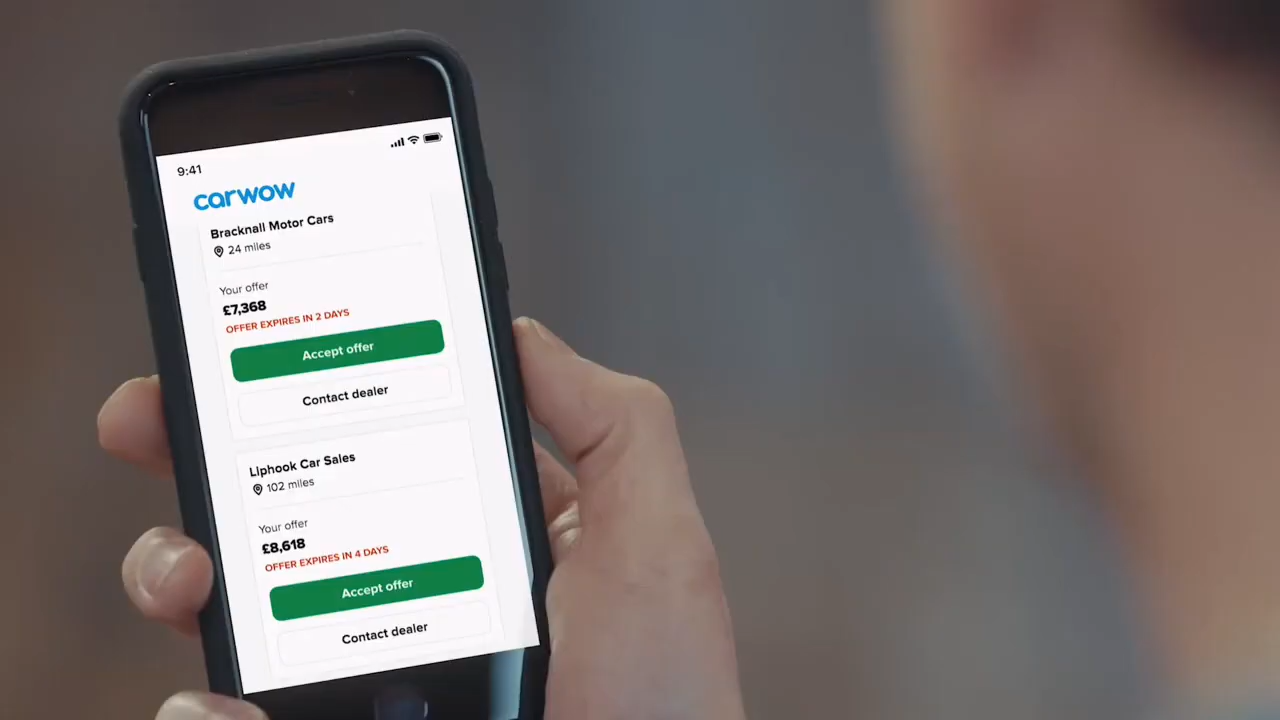 9:41
carwow
Bracknall Motor Cars
24 miles
Your offer
£7,368
OFFER EXPIRES IN 2 DAYS
Accept offer
Contact dealer
Liphook Car Sales
102 miles
Your offer
£8,618
OFFER EXPIRES IN 4 DAYS
Accept offer
Contact dealer